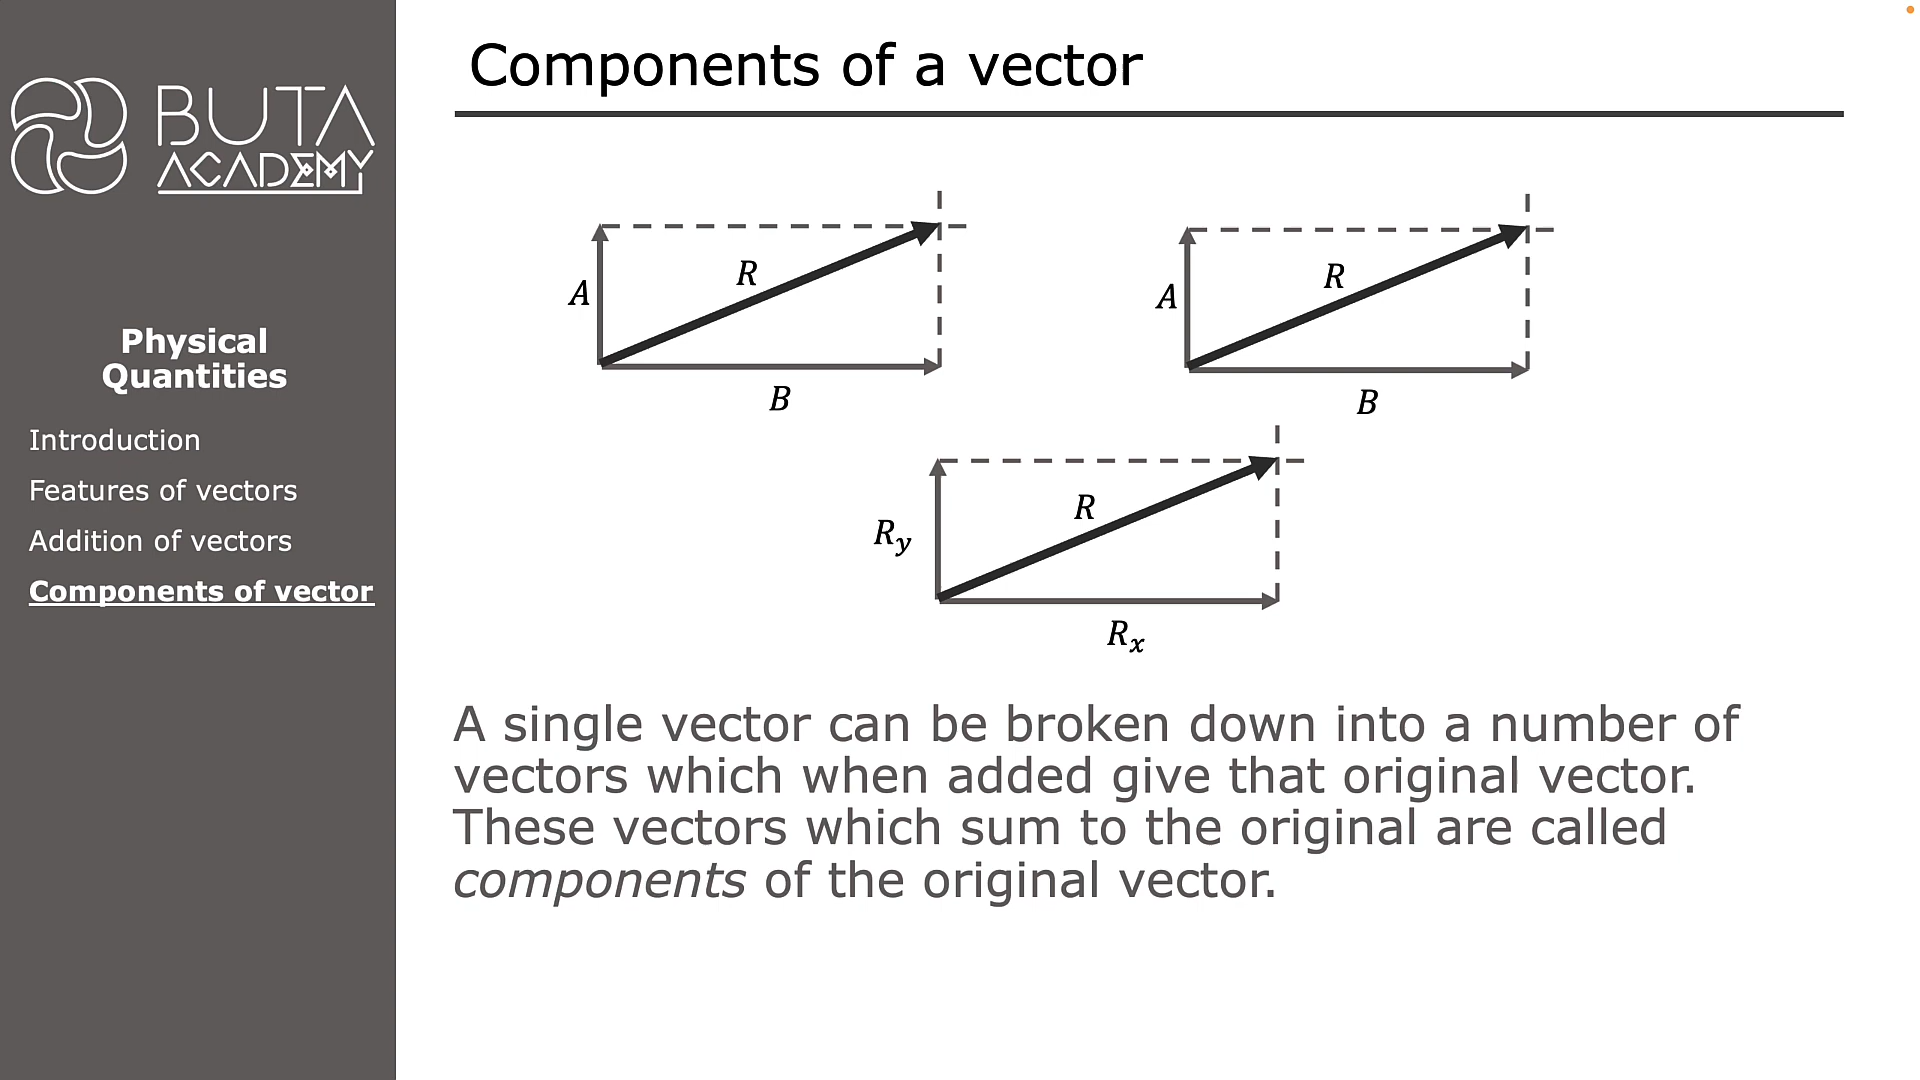 BUTA
ACADEMY
Physical
Quantities
Introduction
Features of vectors
Addition of vectors
Components of vector
Components of a vector
A
R
B
A
R
B
R_y
R
R_x
A single vector can be broken down into a number of
vectors which when added give that original vector.
These vectors which sum to the original are called
components of the original vector.